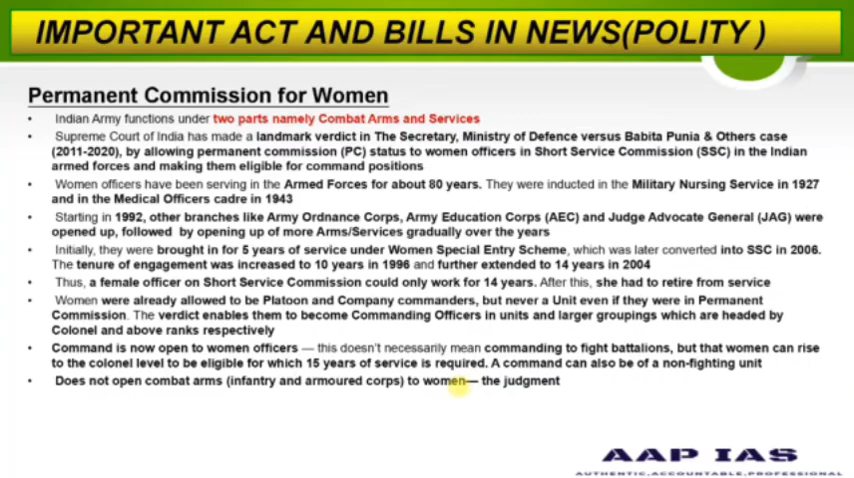 IMPORTANT ACT AND BILLS IN NEWS(POLITY )
Permanent Commission for Women
• Indian Army functions under two parts namely Combat Arms and Services
• Supreme Court of India has made a landmark verdict in The Secretary, Ministry of Defence versus Babita Punia & Others case
(2011-2020), by allowing permanent commission (PC) status to women officers in Short Service Commission (SSC) in the Indian
armed forces and making them eligible for command positions
• Women officers have been serving in the Armed Forces for about 80 years. They were inducted in the Military Nursing Service in 1927
and in the Medical Officers cadre in 1943
• Starting in 1992, other branches like Army Ordnance Corps, Army Education Corps (AEC) and Judge Advocate General (JAG) were
opened up, followed by opening up of more Arms/Services gradually over the years
• Initially, they were brought in for 5 years of service under Women Special Entry Scheme, which was later converted into SSC in 2006.
The tenure of engagement was increased to 10 years in 1996 and further extended to 14 years in 2004
• Thus, a female officer on Short Service Commission could only work for 14 years. After this, she had to retire from service
• Women were already allowed to be Platoon and Company commanders, but never a Unit even if they were in Permanent
Commission. The verdict enables them to become Commanding Officers in units and larger groupings which are headed by
Colonel and above ranks respectively
• Command is now open to women officers — this doesn't necessarily mean commanding to fight battalions, but that women can rise
to the colonel level to be eligible for which 15 years of service is required. A command can also be of a non-fighting unit
• Does not open combat arms (infantry and armoured corps) to women— the judgment
AAP IAS
AUTHENTIC,ACCOUNTABLE,PROFESSIONAL